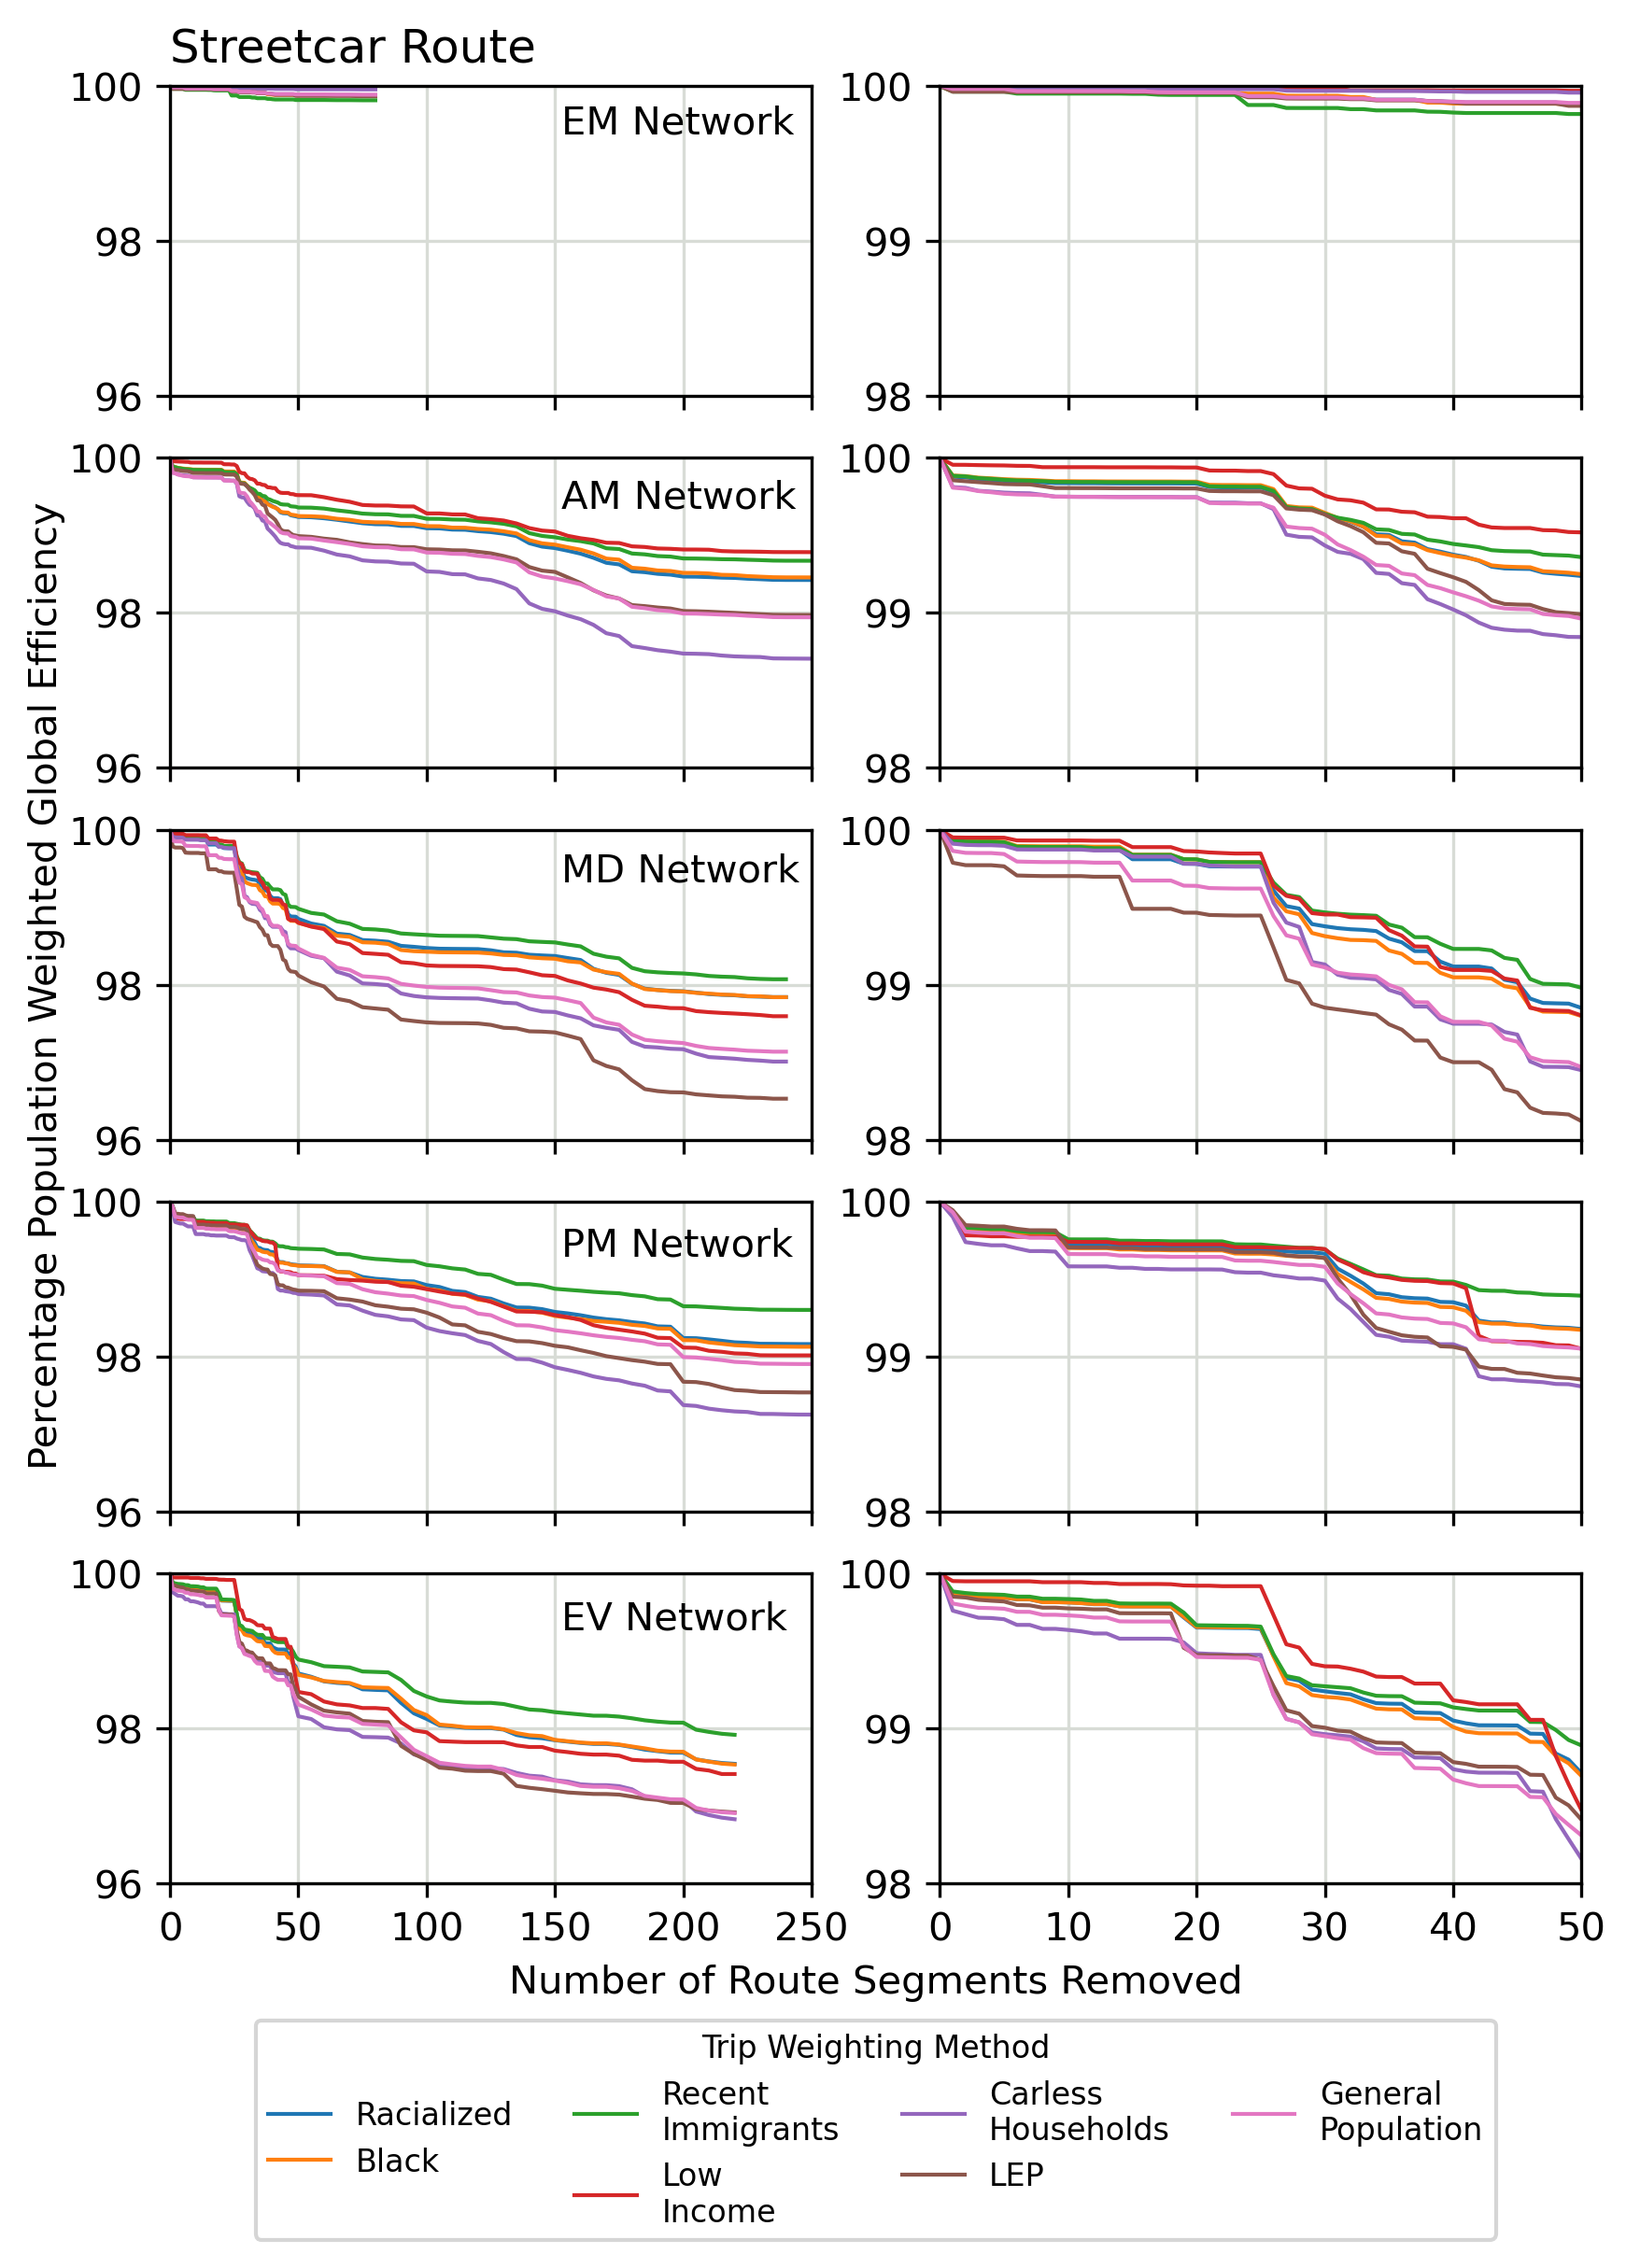 Streetcar Route
100
98
96
EM Network
100
99
98
100
98
96
AM Network
100
99
98
100
98
96
MD Network
100
99
98
100
98
96
PM Network
100
99
98
100
98
96
EV Network
100
99
98
0 50 100 150 200 250
0 10 20 30 40 50
Percentage Population Weighted Global Efficiency
Number of Route Segments Removed
Trip Weighting Method
Racialized
Black
Recent
Immigrants
Low
Income
Carless
Households
LEP
General
Population